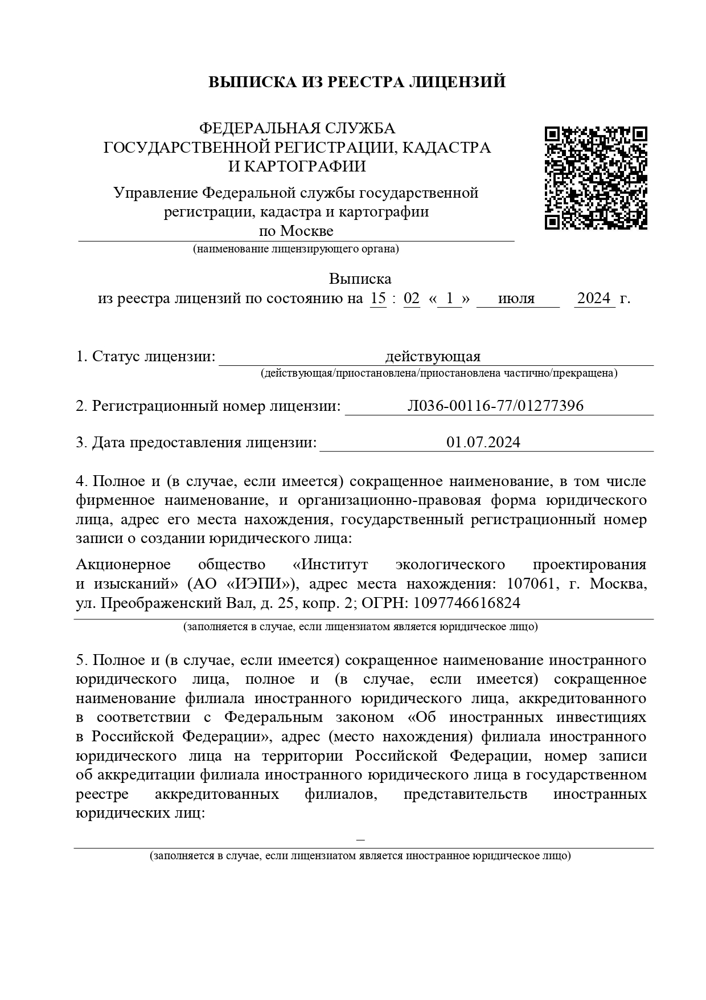 ВЫПИСКА ИЗ РЕЕСТРА ЛИЦЕНЗИЙ
ФЕДЕРАЛЬНАЯ СЛУЖБА
ГОСУДАРСТВЕННОЙ РЕГИСТРАЦИИ, КАДАСТРА
И КАРТОГРАФИИ
Управление Федеральной службы государственной
регистрации, кадастра и картографии
по Москве
(наименование лицензирующего органа)
Выписка
из реестра лицензий по состоянию на 15 : 02 « 1 » июля 2024 г.
1. Статус лицензии: действующая
(действующая/приостановлена/приостановлена частично/прекращена)
2. Регистрационный номер лицензии: Л036-00116-77/01277396
3. Дата предоставления лицензии: 01.07.2024
4. Полное и (в случае, если имеется) сокращенное наименование, в том числе
фирменное наименование, и организационно-правовая форма юридического
лица, адрес его места нахождения, государственный регистрационный номер
записи о создании юридического лица:
Акционерное общество «Институт экологического проектирования
и изысканий» (АО «ИЭПИ»), адрес места нахождения: 107061, г. Москва,
ул. Преображенский Вал, д. 25, копр. 2; ОГРН: 1097746616824
(заполняется в случае, если лицензиатом является юридическое лицо)
5. Полное и (в случае, если имеется) сокращенное наименование иностранного
юридического лица, полное и (в случае, если имеется) сокращенное
наименование филиала иностранного юридического лица, аккредитованного
в соответствии с Федеральным законом «Об иностранных инвестициях
в Российской Федерации», адрес (место нахождения) филиала иностранного
юридического лица на территории Российской Федерации, номер записи
об аккредитации филиала иностранного юридического лица в государственном
реестре аккредитованных филиалов, представительств иностранных
юридических лиц:
–
(заполняется в случае, если лицензиатом является иностранное юридическое лицо)